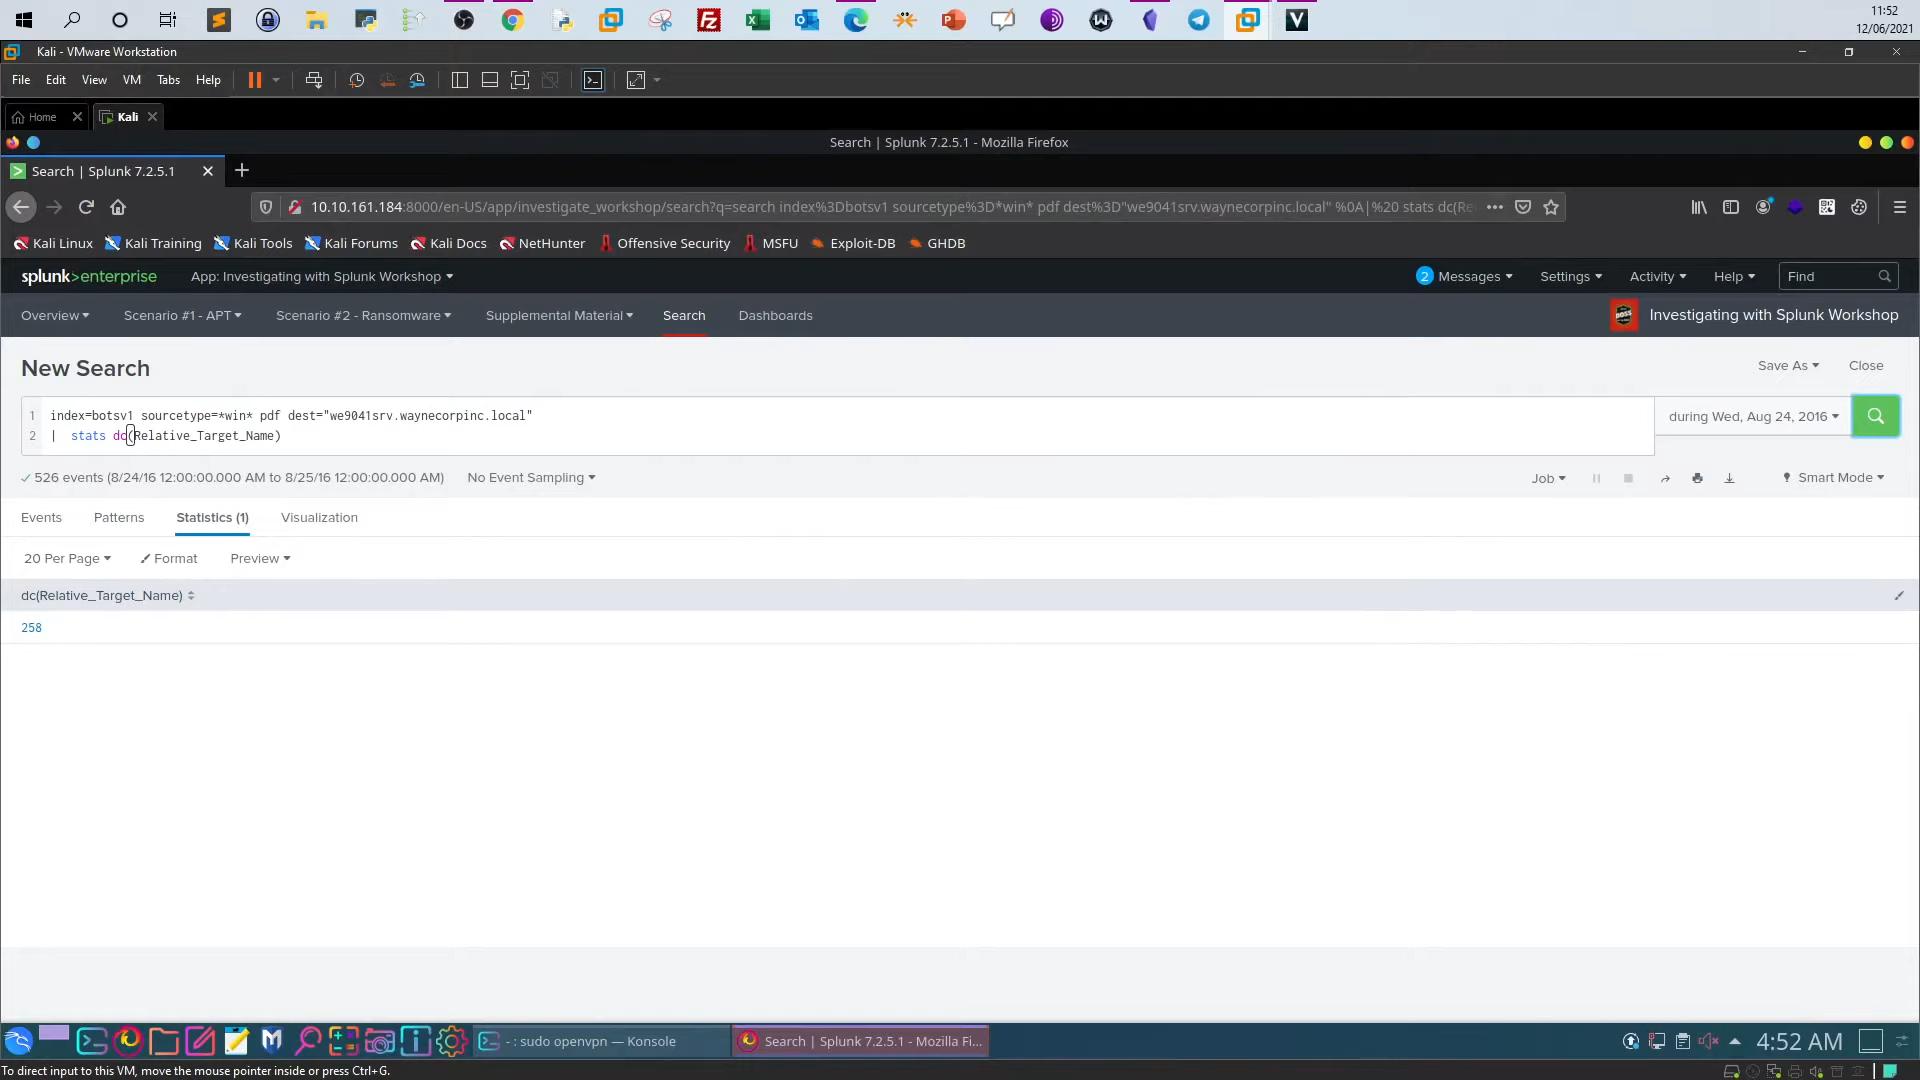 11:52
12/06/2021
Kali - VMware Workstation
File Edit View VM Tabs Help
Home Kali
Search | Splunk 7.2.5.1 - Mozilla Firefox
Search | Splunk 7.2.5.1
10.10.161.184:8000/en-US/app/investigate_workshop/search?q=search index%3Dbotsv1 sourcetype%3D*win* pdf dest%3D"we9041srv.waynecorpinc.local" %0A|%20 stats dc(Re
Kali Linux Kali Training Kali Tools Kali Forums Kali Docs NetHunter Offensive Security MSFU Exploit-DB GHDB
splunk>enterprise App: Investigating with Splunk Workshop 2 Messages Settings Activity Help Find
Overview Scenario #1 - APT Scenario #2 - Ransomware Supplemental Material Search Dashboards Investigating with Splunk Workshop
New Search Save As Close
1 index=botsv1 sourcetype=*win* pdf dest="we9041srv.waynecorpinc.local" during Wed, Aug 24, 2016
2 | stats dc(Relative_Target_Name)
526 events (8/24/16 12:00:00.000 AM to 8/25/16 12:00:00.000 AM) No Event Sampling Job Smart Mode
Events Patterns Statistics (1) Visualization
20 Per Page Format Preview
dc(Relative_Target_Name)
258
- : sudo openvpn — Konsole Search | Splunk 7.2.5.1 - Mozilla Fi... 4:52 AM
To direct input to this VM, move the mouse pointer inside or press Ctrl+G.